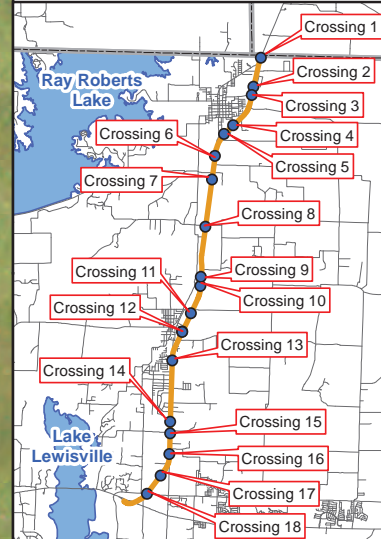 Crossing 1
Ray Roberts
Lake
Crossing 2
Crossing 3
Crossing 4
Crossing 6
Crossing 5
Crossing 7
Crossing 8
Crossing 11
Crossing 9
Crossing 10
Crossing 12
Crossing 13
Crossing 14
Crossing 15
Lake
Lewisville
Crossing 16
Crossing 17
Crossing 18